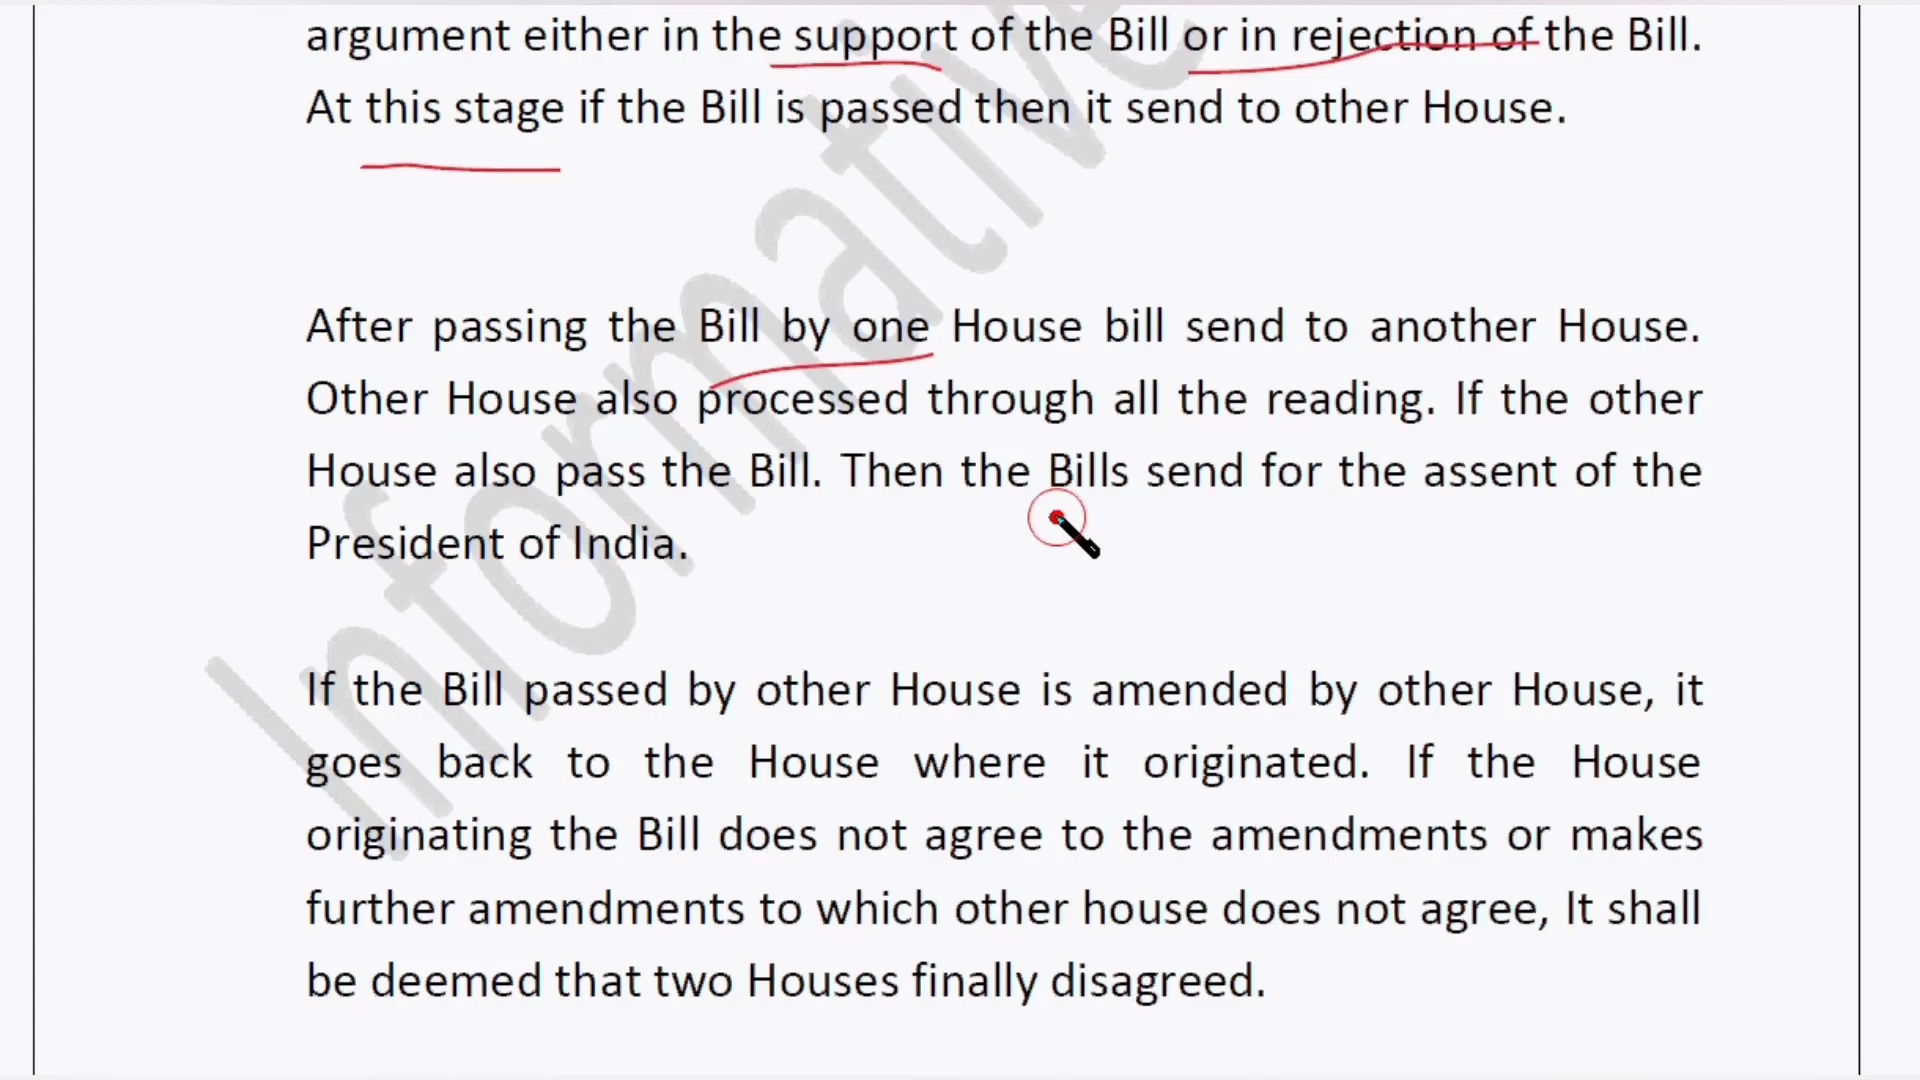 argument either in the support of the Bill or in rejection of the Bill.
At this stage if the Bill is passed then it send to other House.
After passing the Bill by one House bill send to another House.
Other House also processed through all the reading. If the other
House also pass the Bill. Then the Bills send for the assent of the
President of India.
If the Bill passed by other House is amended by other House, it
goes back to the House where it originated. If the House
originating the Bill does not agree to the amendments or makes
further amendments to which other house does not agree, It shall
be deemed that two Houses finally disagreed.
Informative